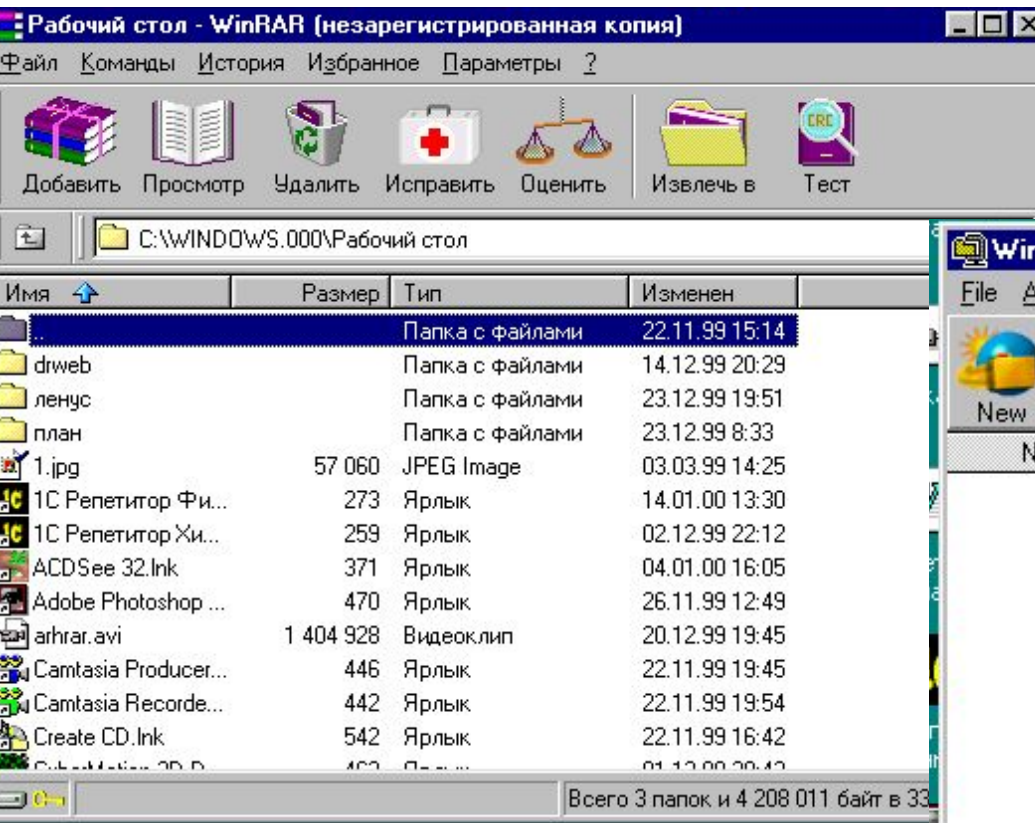 Рабочий стол - WinRAR (незарегистрированная копия)
Файл Команды История Избранное Параметры ?
Добавить Просмотр Удалить Исправить Оценить Извлечь в Тест
CRC
C:\WINDOWS.000\Рабочий стол
Имя Размер Тип Изменен
.. Папка с файлами 22.11.99 15:14
drweb Папка с файлами 14.12.99 20:29
ленус Папка с файлами 23.12.99 19:51
план Папка с файлами 23.12.99 8:33
1.jpg 57 060 JPEG Image 03.03.99 14:25
1С Репетитор Фи... 273 Ярлык 14.01.00 13:30
1С Репетитор Хи... 259 Ярлык 02.12.99 22:12
ACDSee 32.lnk 371 Ярлык 04.01.00 16:05
Adobe Photoshop ... 470 Ярлык 26.11.99 12:49
arhrar.avi 1 404 928 Видеоклип 20.12.99 19:45
Camtasia Producer... 446 Ярлык 22.11.99 19:45
Camtasia Recorde... 442 Ярлык 22.11.99 19:54
Create CD.lnk 542 Ярлык 22.11.99 16:42
Всего 3 папок и 4 208 011 байт в 33
Win
File A
New
N